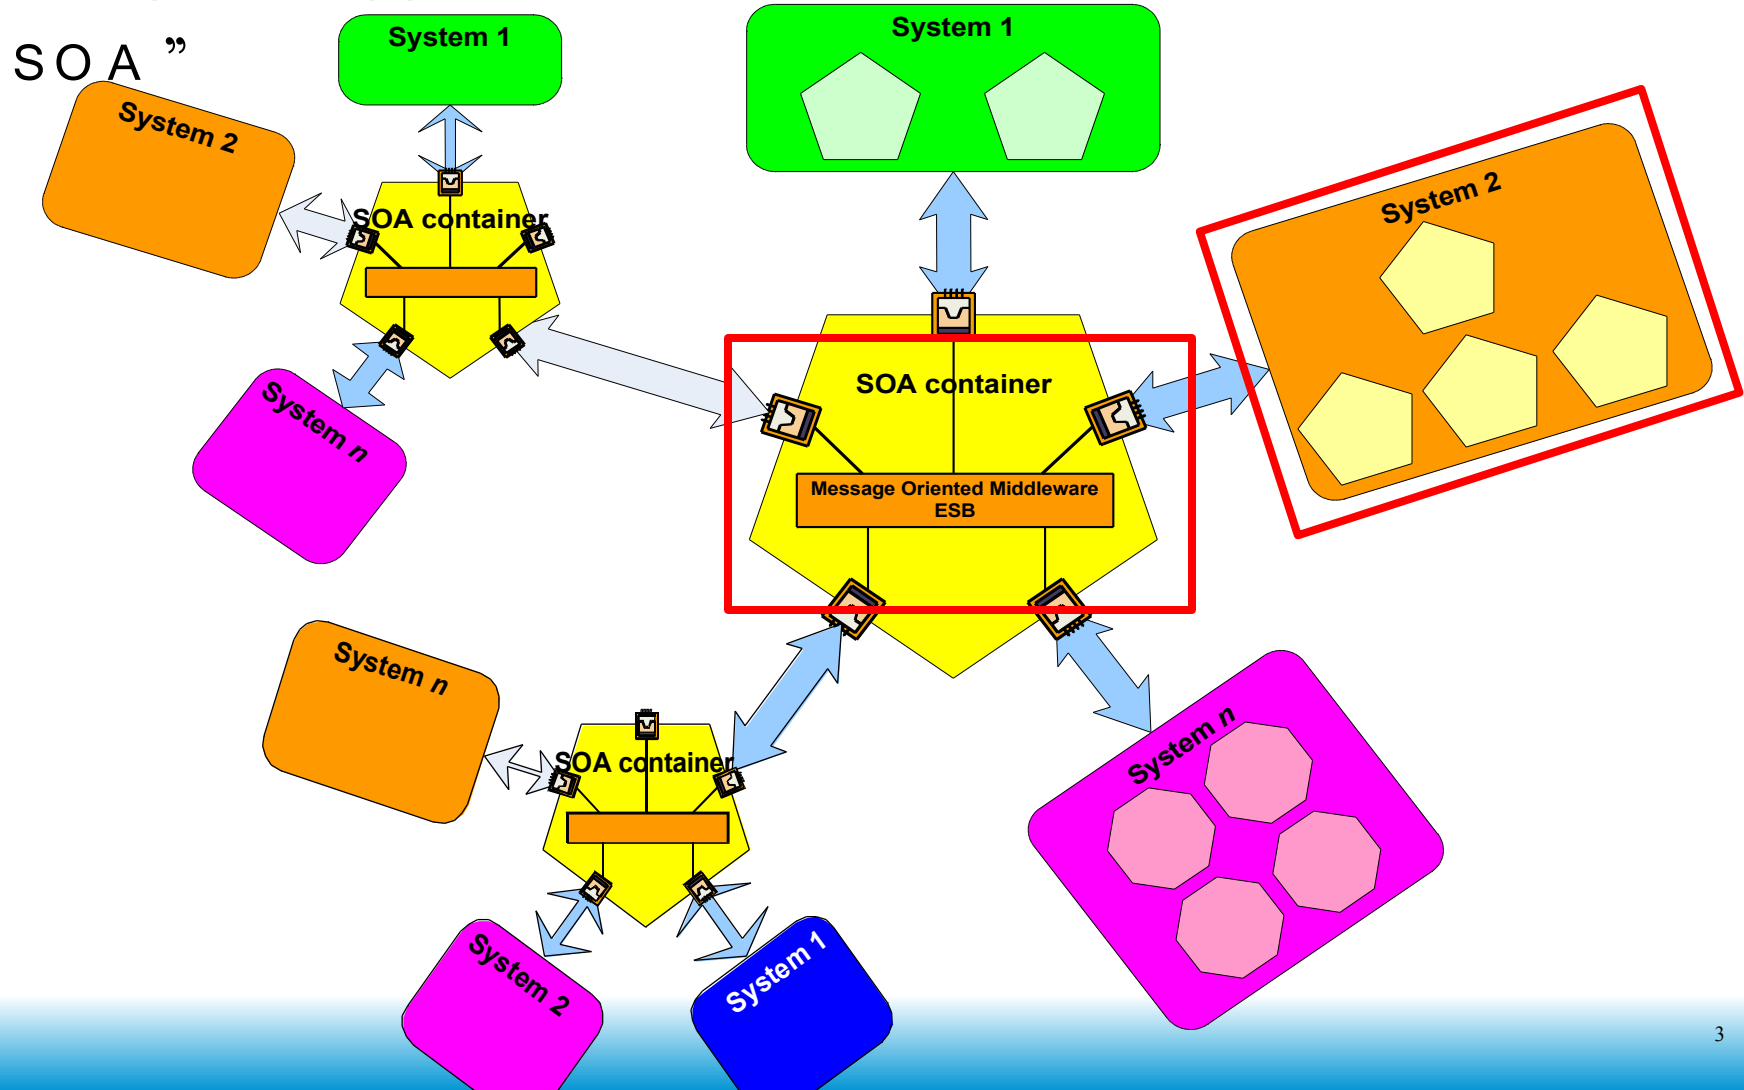 SOA”
System 1
System 1
System 2
System 2
SOA container
SOA container
System n
Message Oriented Middleware
ESB
System n
System n
SOA container
System 2
System 1
3